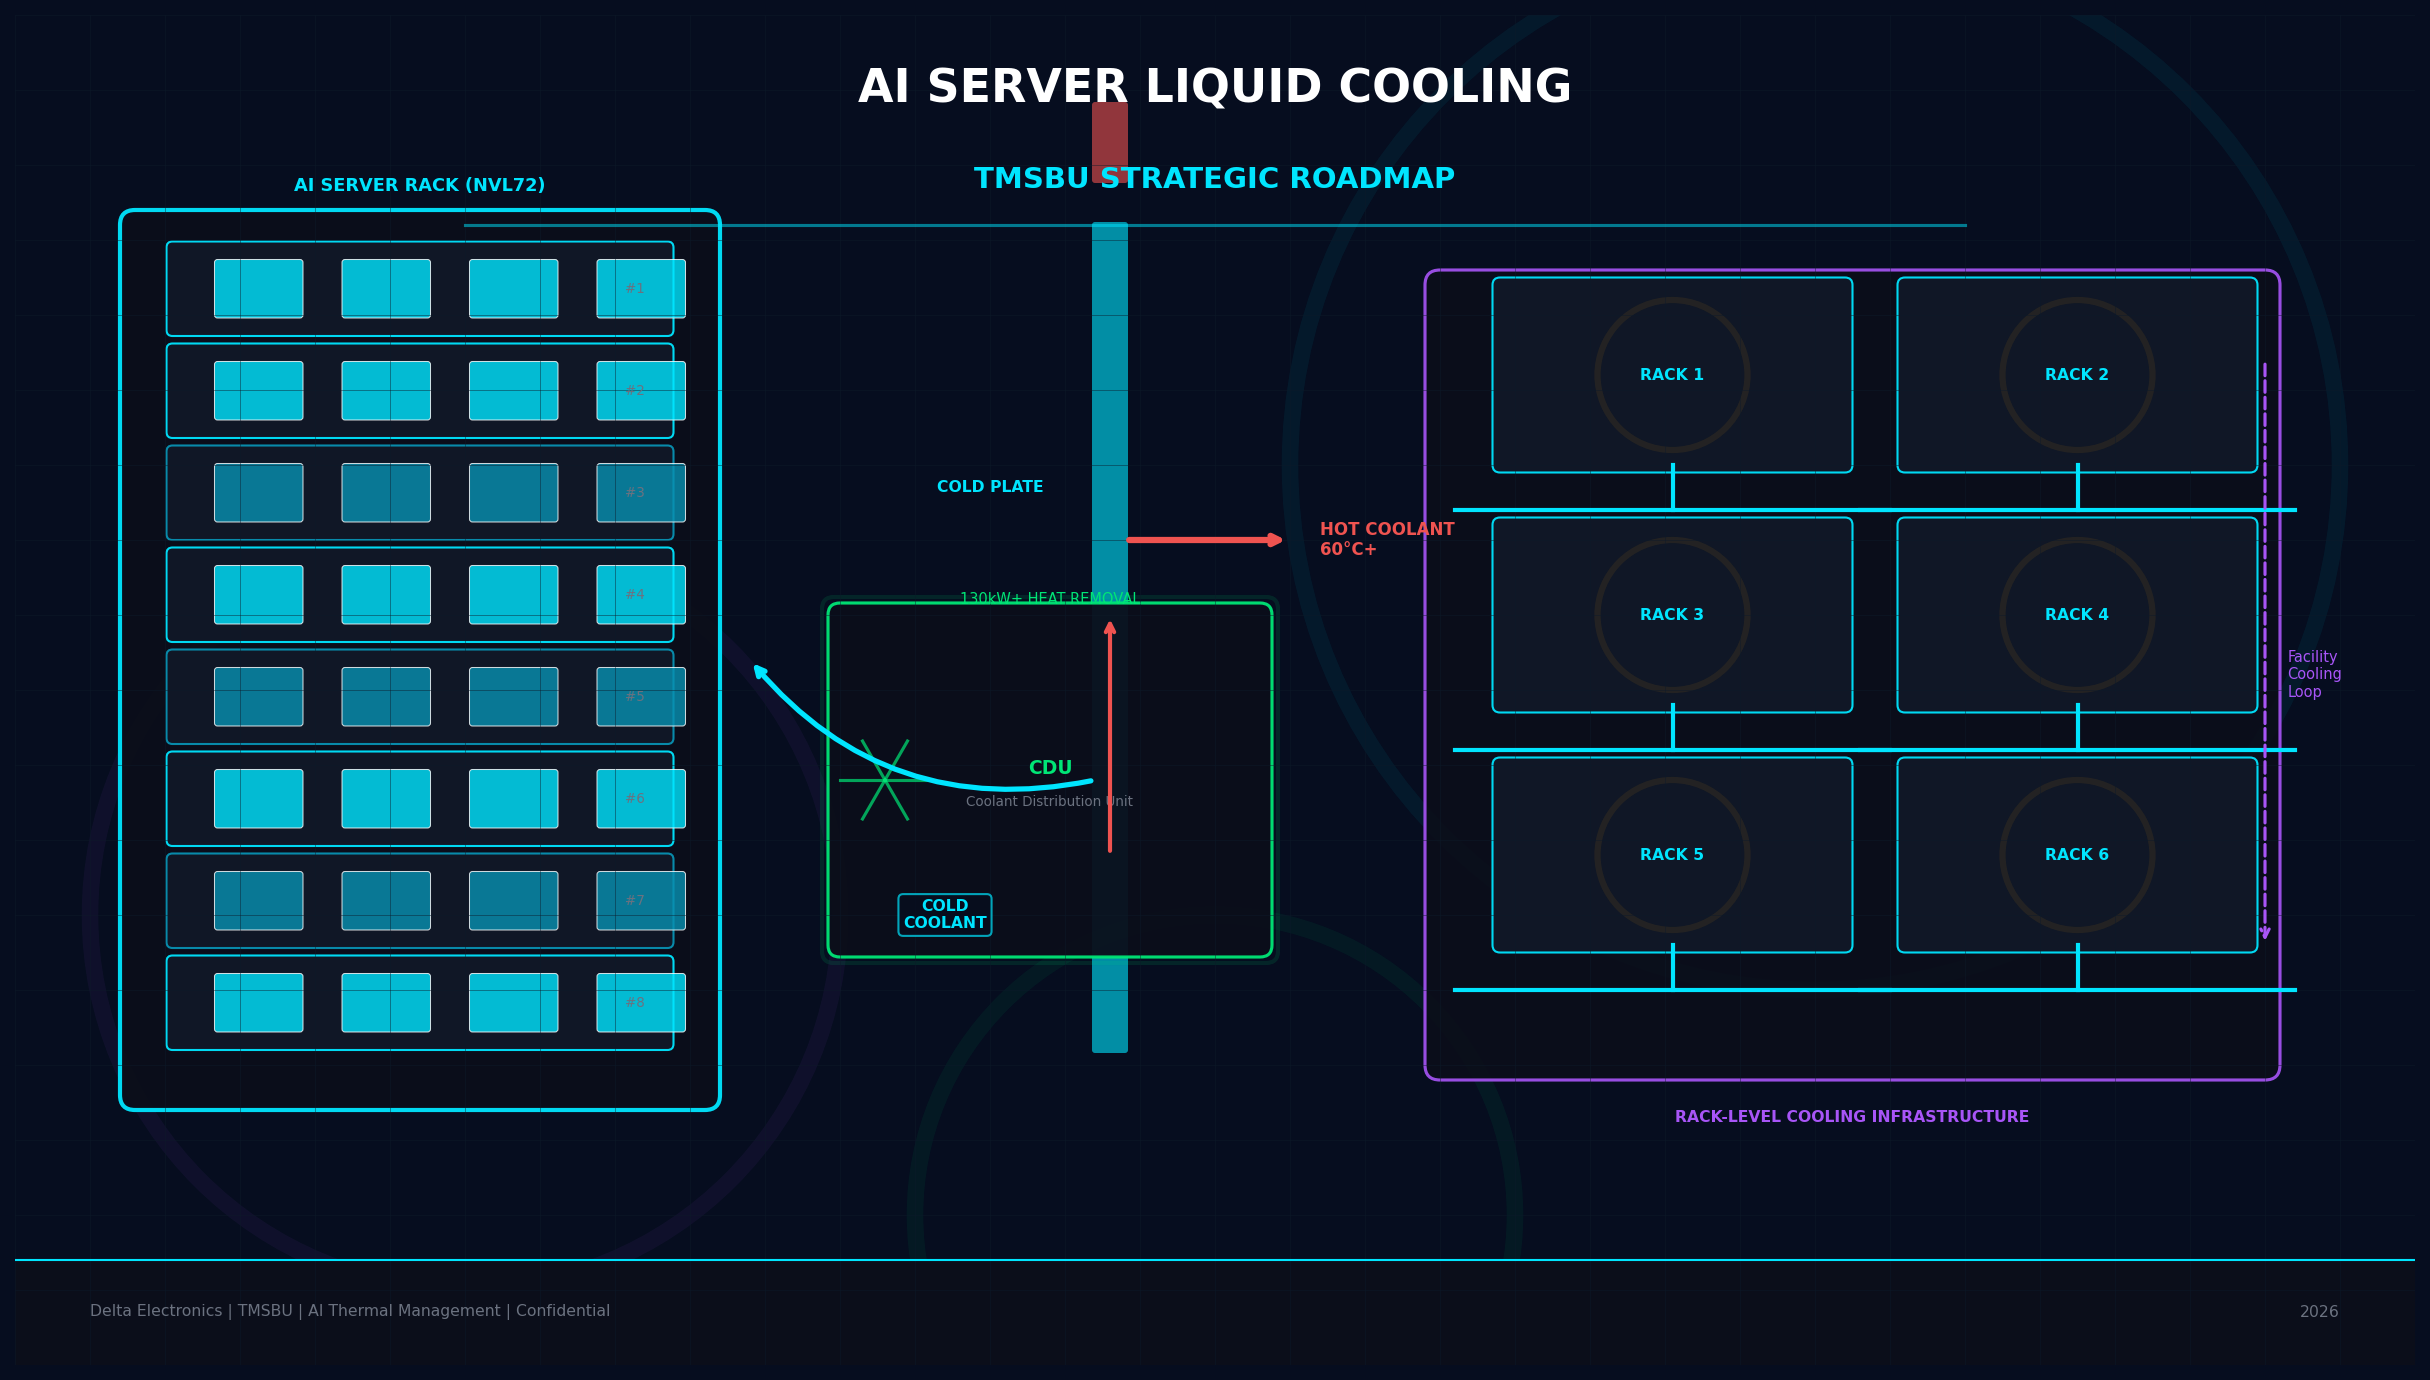 AI SERVER LIQUID COOLING
TMSBU STRATEGIC ROADMAP
AI SERVER RACK (NVL72)
#1
#2
#3
#4
#5
#6
#7
#8
COLD PLATE
HOT COOLANT
60°C+
130kW+ HEAT REMOVAL
CDU
Coolant Distribution Unit
COLD
COOLANT
RACK 1
RACK 2
RACK 3
RACK 4
RACK 5
RACK 6
Facility
Cooling
Loop
RACK-LEVEL COOLING INFRASTRUCTURE
Delta Electronics | TMSBU | AI Thermal Management | Confidential
2026